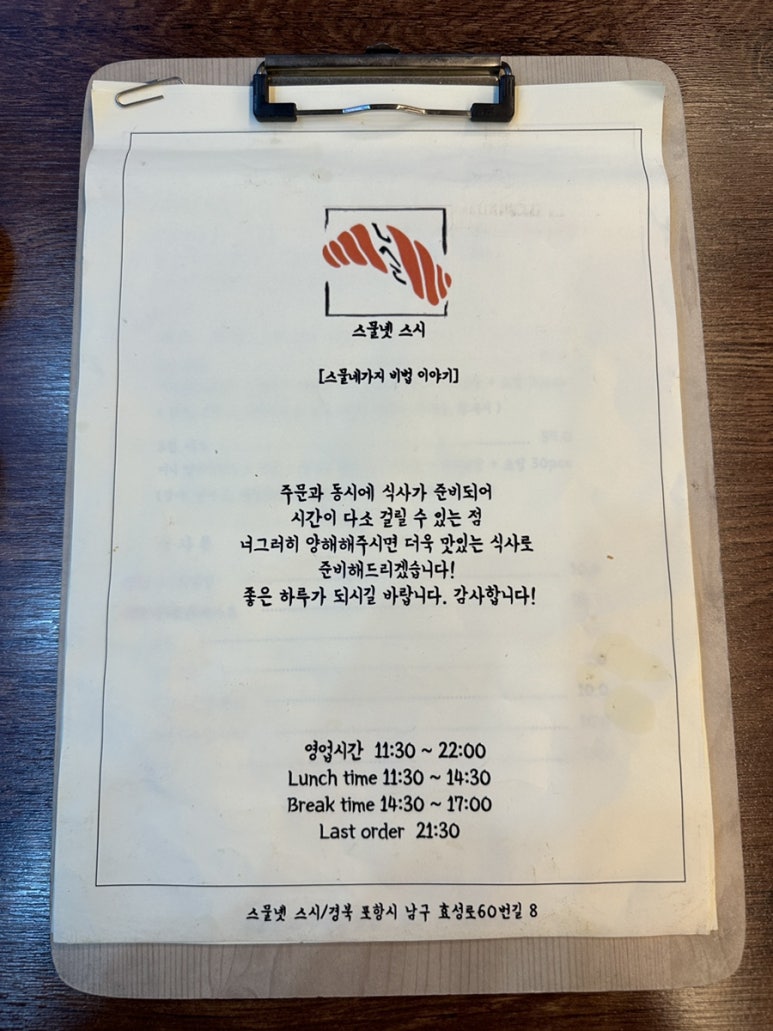 스물넷 스시
[스물네가지 비법 이야기]
주문과 동시에 식사가 준비되어
시간이 다소 걸릴 수 있는 점
너그러히 양해해주시면 더욱 맛있는 식사로
준비해드리겠습니다!
좋은 하루가 되시길 바랍니다. 감사합니다!
영업시간 11:30 ~ 22:00
Lunch time 11:30 ~ 14:30
Break time 14:30 ~ 17:00
Last order 21:30
스물넷 스시/경북 포항시 남구 효성로60번길 8